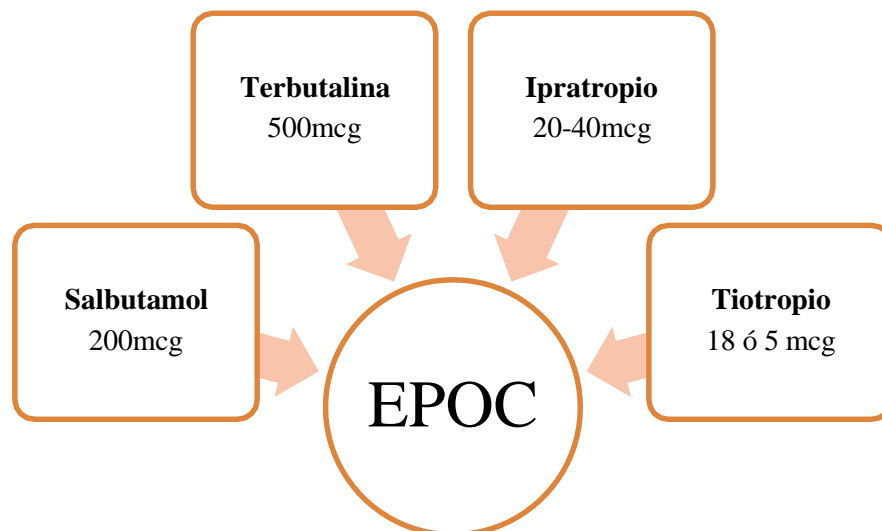 Terbutalina
500mcg
Ipratropio
20-40mcg
Salbutamol
200mcg
Tiotropio
18 ó 5 mcg
EPOC